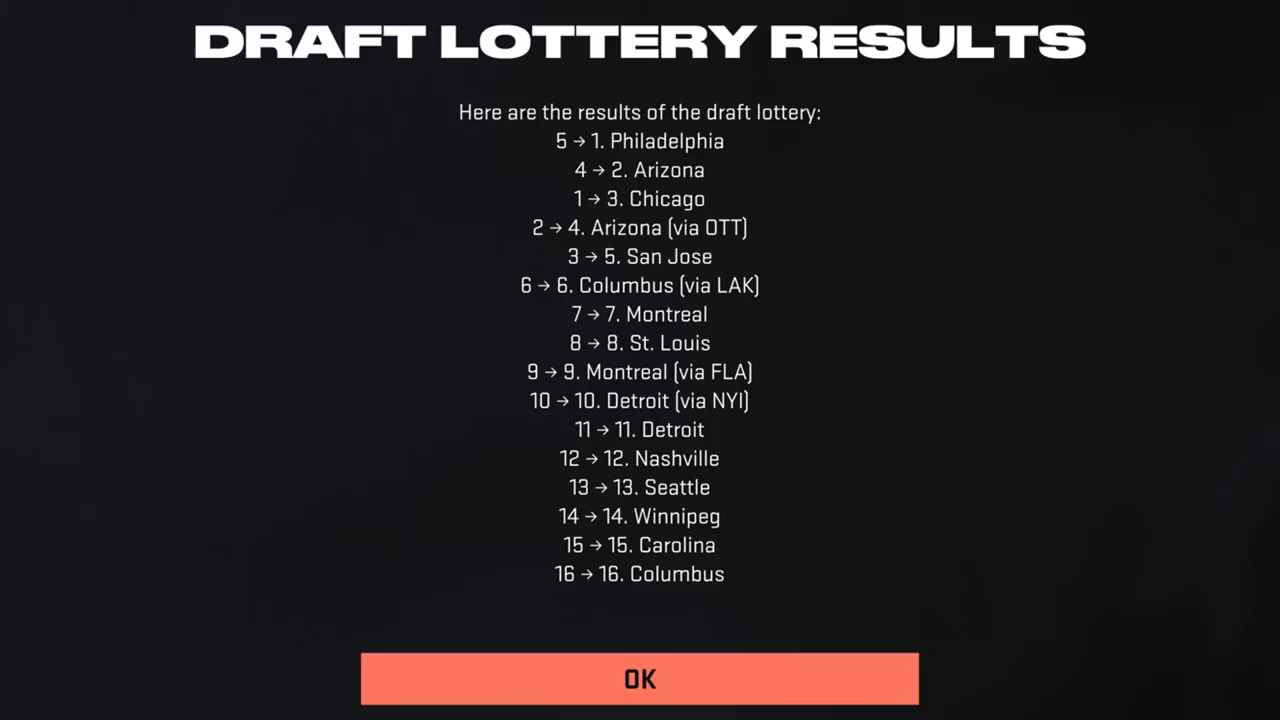 DRAFT LOTTERY RESULTS
Here are the results of the draft lottery:
5 → 1. Philadelphia
4 → 2. Arizona
1 → 3. Chicago
2 → 4. Arizona (via OTT)
3 → 5. San Jose
6 → 6. Columbus (via LAK)
7 → 7. Montreal
8 → 8. St. Louis
9 → 9. Montreal (via FLA)
10 → 10. Detroit (via NYI)
11 → 11. Detroit
12 → 12. Nashville
13 → 13. Seattle
14 → 14. Winnipeg
15 → 15. Carolina
16 → 16. Columbus
OK